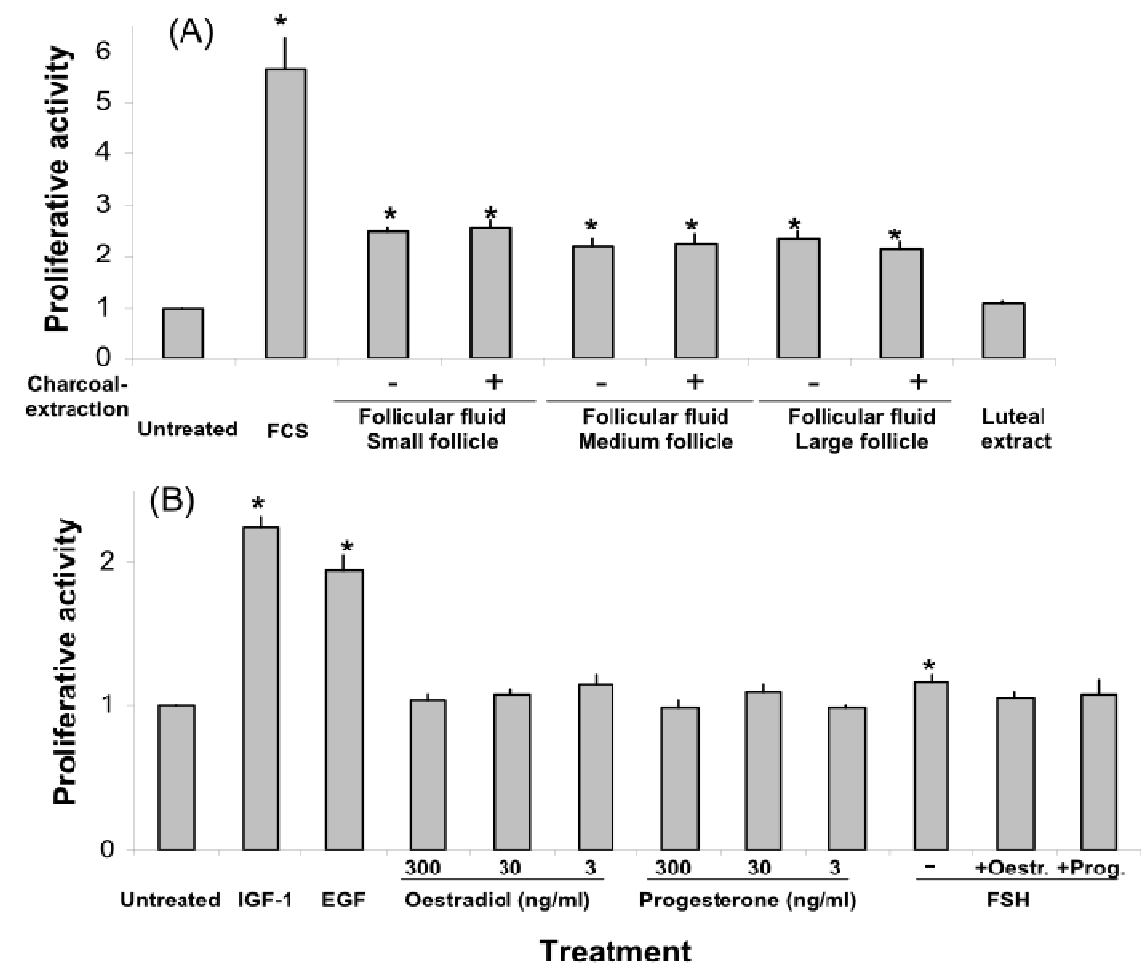 (A)
Proliferative activity
6
5
4
3
2
1
0
*
* * * * * *
Charcoal-
extraction
- + - + - +
Untreated FCS
Follicular fluid
Small follicle
Follicular fluid
Medium follicle
Follicular fluid
Large follicle
Luteal
extract
(B)
Proliferative activity
2
1
0
* * *
300 30 3 300 30 3 – +Oestr. +Prog.
Untreated IGF-1 EGF Oestradiol (ng/ml) Progesterone (ng/ml) FSH
Treatment